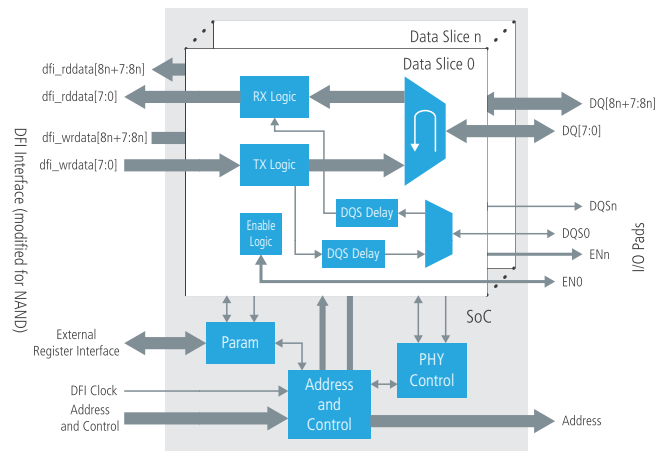 Data Slice n
Data Slice 0
dfi_rddata[8n+7:8n]
dfi_rddata[7:0]
dfi_wrdata[8n+7:8n]
dfi_wrdata[7:0]
DFI Interface (modified for NAND)
RX Logic
TX Logic
DQS Delay
Enable
Logic
DQS Delay
DQ[8n+7:8n]
DQ[7:0]
DQSn
DQS0
ENn
EN0
I/O Pads
SoC
External
Register Interface
Param
PHY
Control
DFI Clock
Address
and Control
Address
and
Control
Address